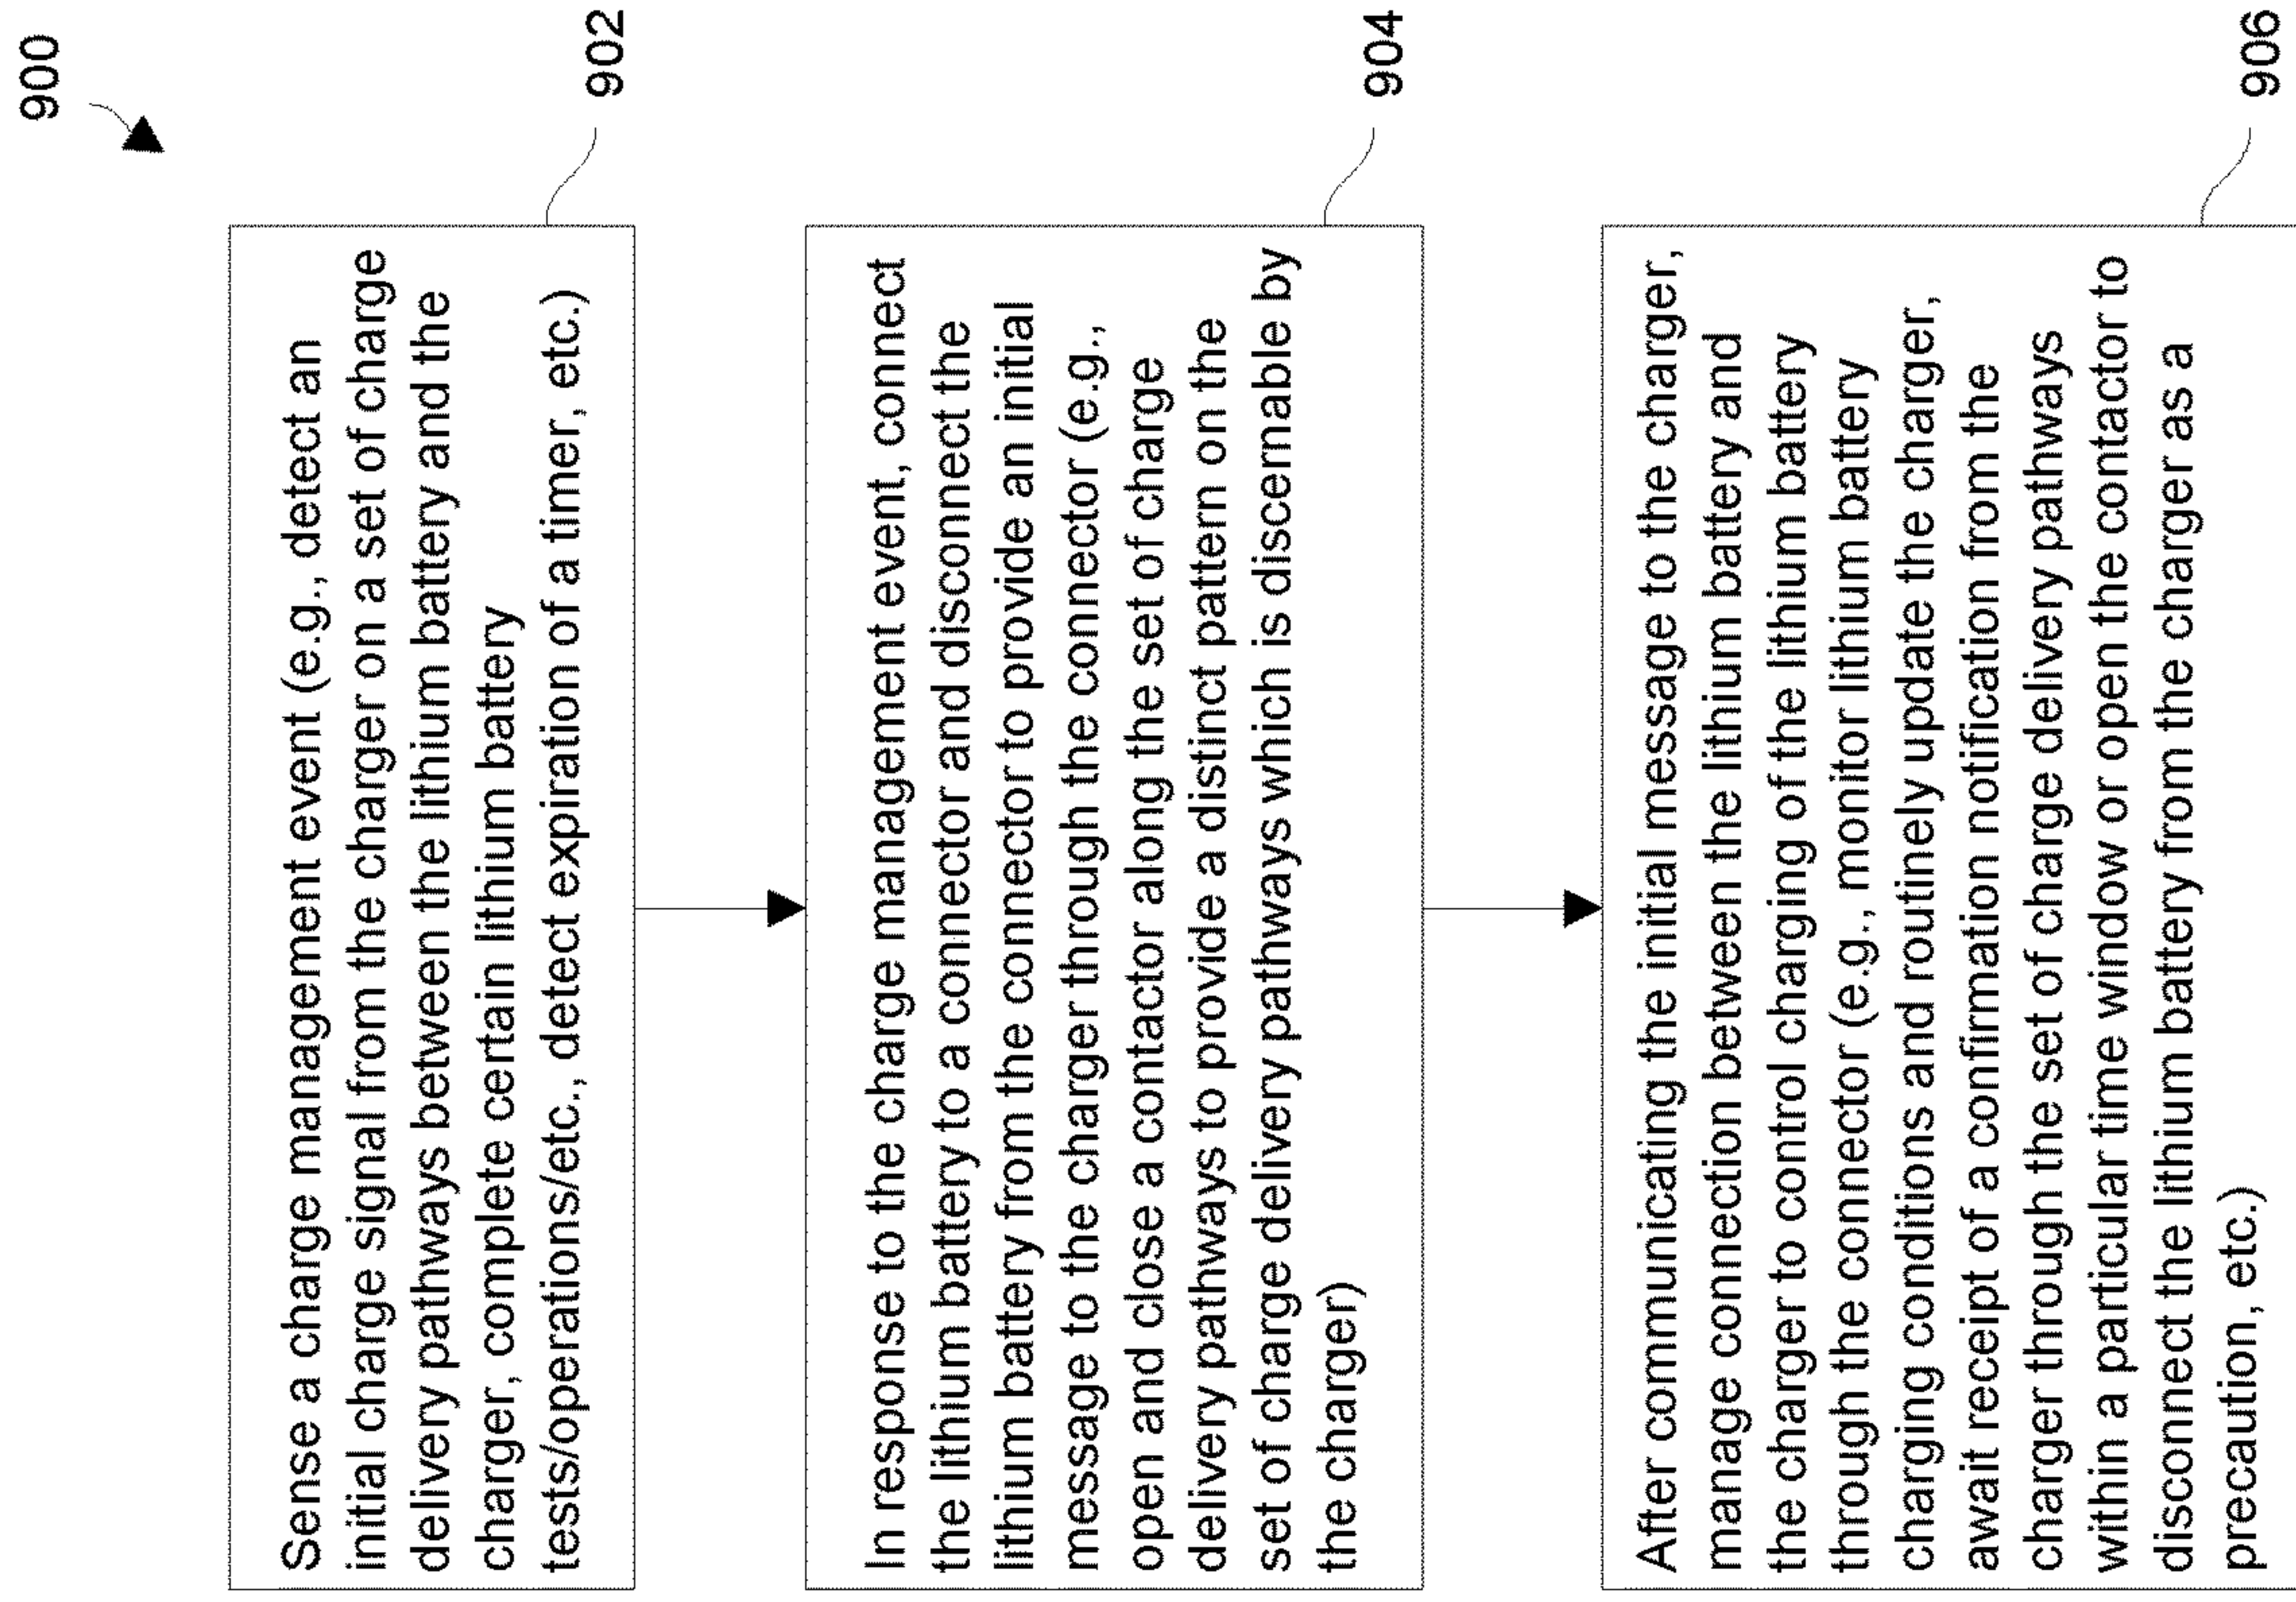 900
Sense a charge management event (e.g., detect an
initial charge signal from the charger on a set of charge
delivery pathways between the lithium battery and the
charger, complete certain lithium battery
tests/operations/etc., detect expiration of a timer, etc.)
902
In response to the charge management event, connect
the lithium battery to a connector and disconnect the
lithium battery from the connector to provide an initial
message to the charger through the connector (e.g.,
open and close a contactor along the set of charge
delivery pathways to provide a distinct pattern on the
set of charge delivery pathways which is discernable by
the charger)
904
After communicating the initial message to the charger,
manage connection between the lithium battery and
the charger to control charging of the lithium battery
through the connector (e.g., monitor lithium battery
charging conditions and routinely update the charger,
await receipt of a confirmation notification from the
charger through the set of charge delivery pathways
within a particular time window or open the contactor to
disconnect the lithium battery from the charger as a
precaution, etc.)
906